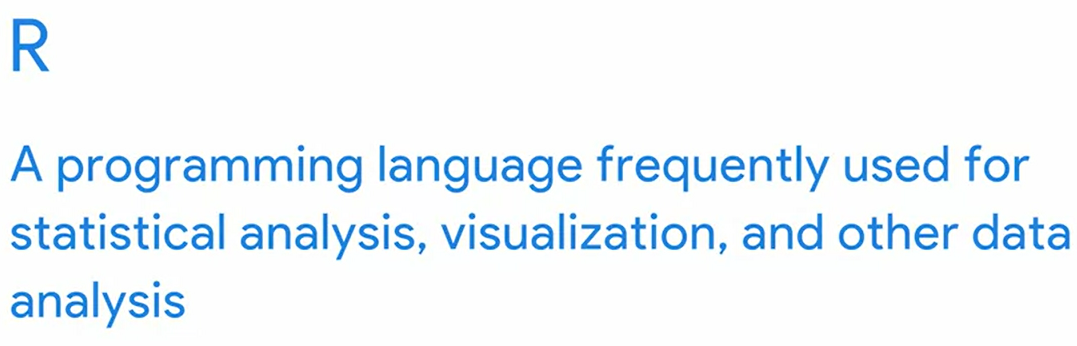 R
A programming language frequently used for
statistical analysis, visualization, and other data
analysis